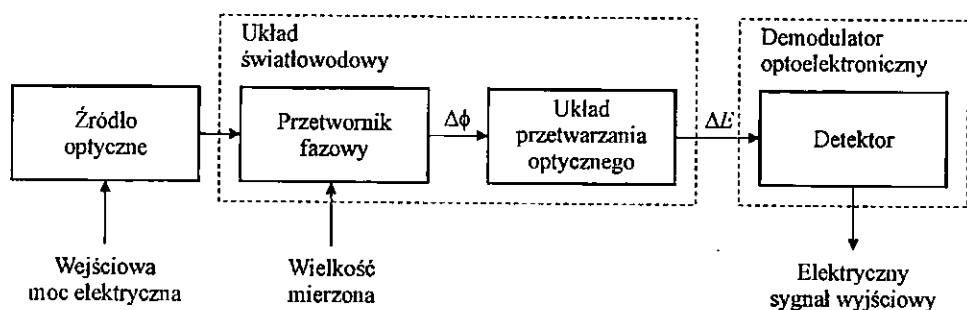 Układ
światłowodowy
Demodulator
optoelektroniczny
Źródło
optyczne
Przetwornik
fazowy
Δϕ
Układ
przetwarzania
optycznego
ΔE
Detektor
Wejściowa
moc elektryczna
Wielkość
mierzona
Elektryczny
sygnał wyjściowy